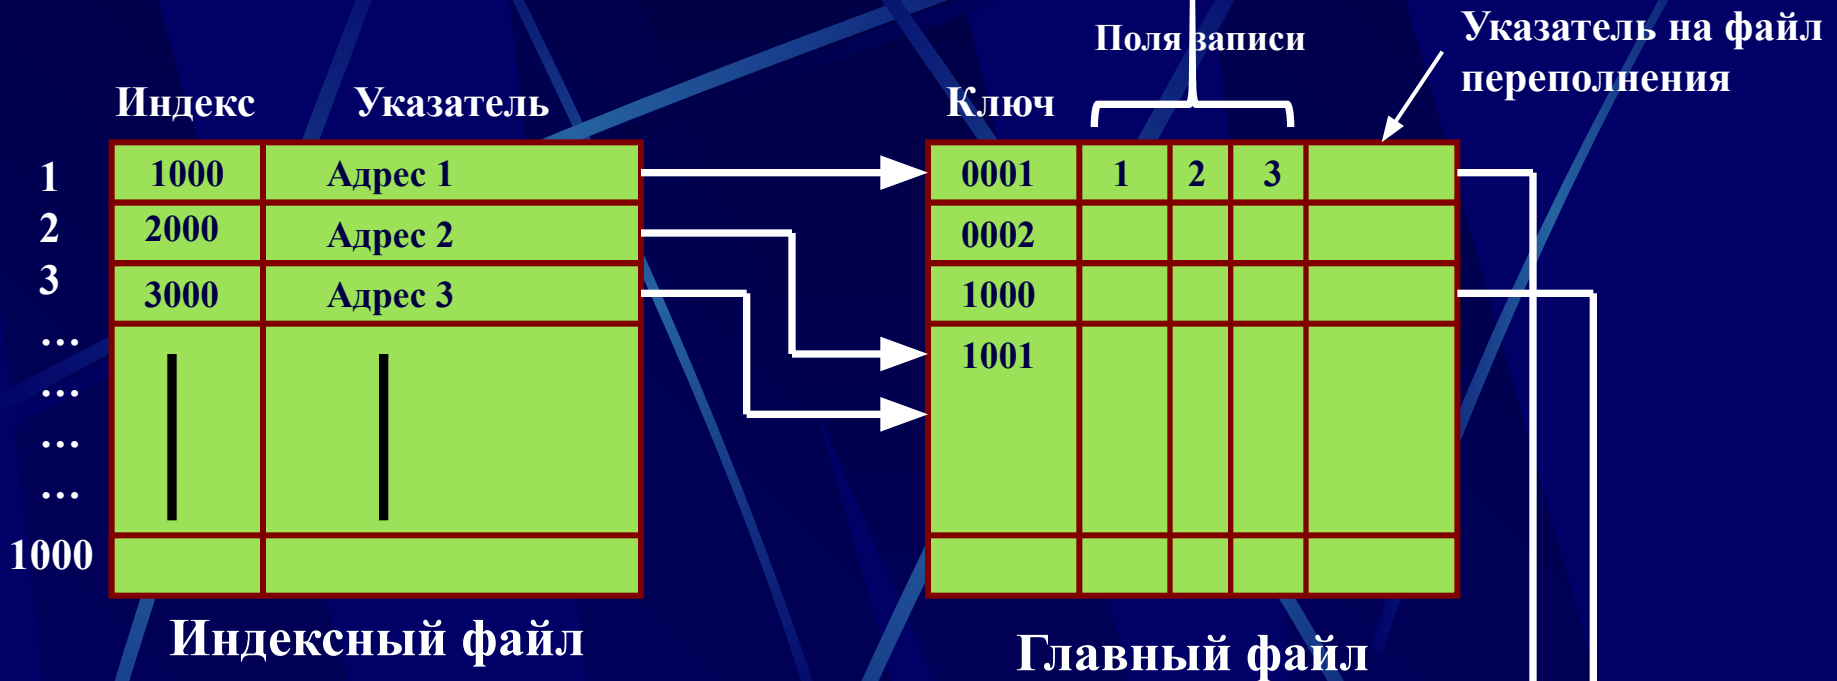 Поля записи
Указатель на файл
переполнения
Индекс Указатель
Ключ
1 1000 Адрес 1
2 2000 Адрес 2
3 3000 Адрес 3
...
...
...
...
1000
0001 1 2 3
0002
1000
1001
Индексный файл
Главный файл